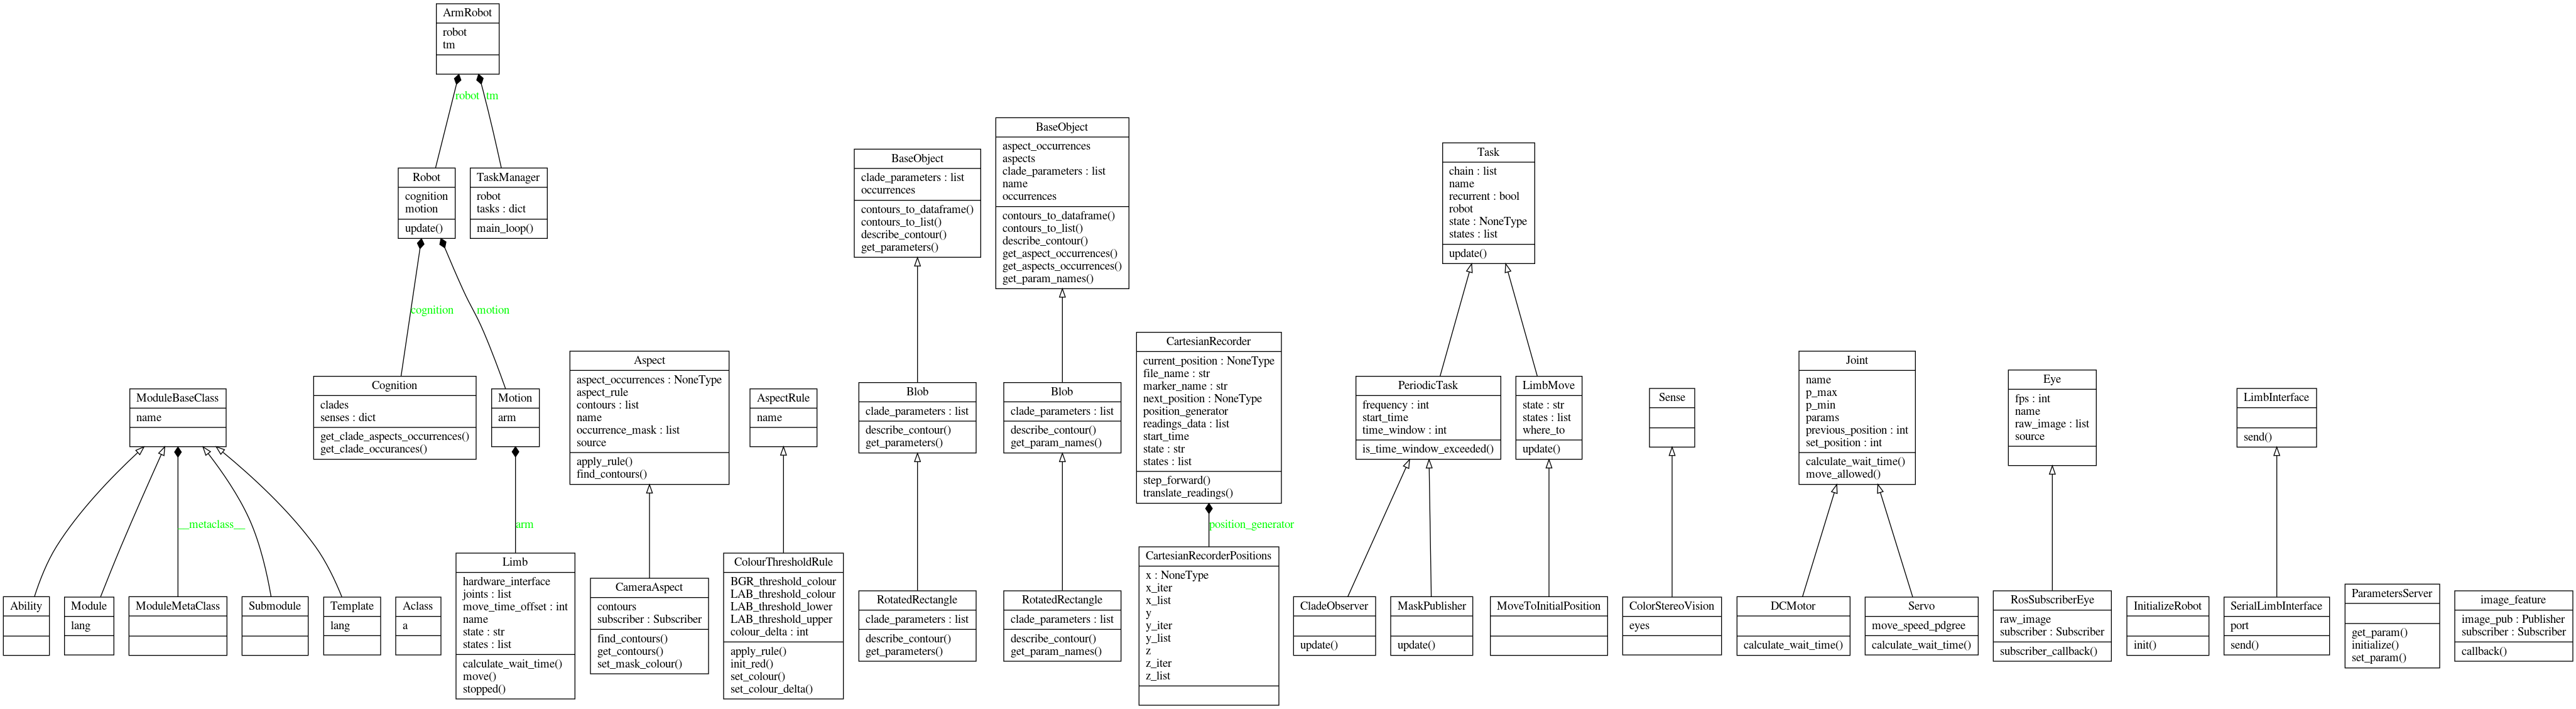 ArmRobot
robot
tm
robot
tm
Robot
cognition
motion
update()
TaskManager
robot
tasks : dict
main_loop()
cognition
motion
BaseObject
clade_parameters : list
occurrences
contours_to_dataframe()
contours_to_list()
describe_contour()
get_parameters()
BaseObject
aspect_occurrences
aspects
clade_parameters : list
name
occurrences
contours_to_dataframe()
contours_to_list()
describe_contour()
get_aspect_occurrences()
get_aspects_occurrences()
get_param_names()
Task
chain : list
name
recurrent : bool
robot
state : NoneType
states : list
update()
ModuleBaseClass
name
Cognition
clades
senses : dict
get_clade_aspects_occurrences()
get_clade_occurances()
Motion
arm
Aspect
aspect_occurrences : NoneType
aspect_rule
contours : list
name
occurrence_mask : list
source
apply_rule()
find_contours()
AspectRule
name
Blob
clade_parameters : list
describe_contour()
get_parameters()
Blob
clade_parameters : list
describe_contour()
get_param_names()
CartesianRecorder
current_position : NoneType
file_name : str
marker_name : str
next_position : NoneType
position_generator
readings_data : list
start_time
state : str
states : list
step_forward()
translate_readings()
PeriodicTask
frequency : int
start_time
time_window : int
is_time_window_exceeded()
LimbMove
state : str
states : list
where_to
update()
Sense
Joint
name
p_max
p_min
params
previous_position : int
set_position : int
calculate_wait_time()
move_allowed()
Eye
fps : int
name
raw_image : list
source
LimbInterface
send()
__metaclass__
arm
position_generator
Ability
Module
lang
ModuleMetaClass
Submodule
Template
lang
Aclass
a
Limb
hardware_interface
joints : list
move_time_offset : int
name
state : str
states : list
calculate_wait_time()
move()
stopped()
CameraAspect
contours
subscriber : Subscriber
find_contours()
get_contours()
set_mask_colour()
ColourThresholdRule
BGR_threshold_colour
LAB_threshold_colour
LAB_threshold_lower
LAB_threshold_upper
colour_delta : int
apply_rule()
init_red()
set_colour()
set_colour_delta()
RotatedRectangle
clade_parameters : list
describe_contour()
get_parameters()
RotatedRectangle
clade_parameters : list
describe_contour()
get_param_names()
CartesianRecorderPositions
x : NoneType
x_iter
x_list
y
y_iter
y_list
z
z_iter
z_list
CladeObserver
update()
MaskPublisher
update()
MoveToInitialPosition
ColorStereoVision
eyes
DCMotor
calculate_wait_time()
Servo
move_speed_pdgree
calculate_wait_time()
RosSubscriberEye
raw_image
subscriber : Subscriber
subscriber_callback()
InitializeRobot
init()
SerialLimbInterface
port
send()
ParametersServer
get_param()
initialize()
set_param()
image_feature
image_pub : Publisher
subscriber : Subscriber
callback()